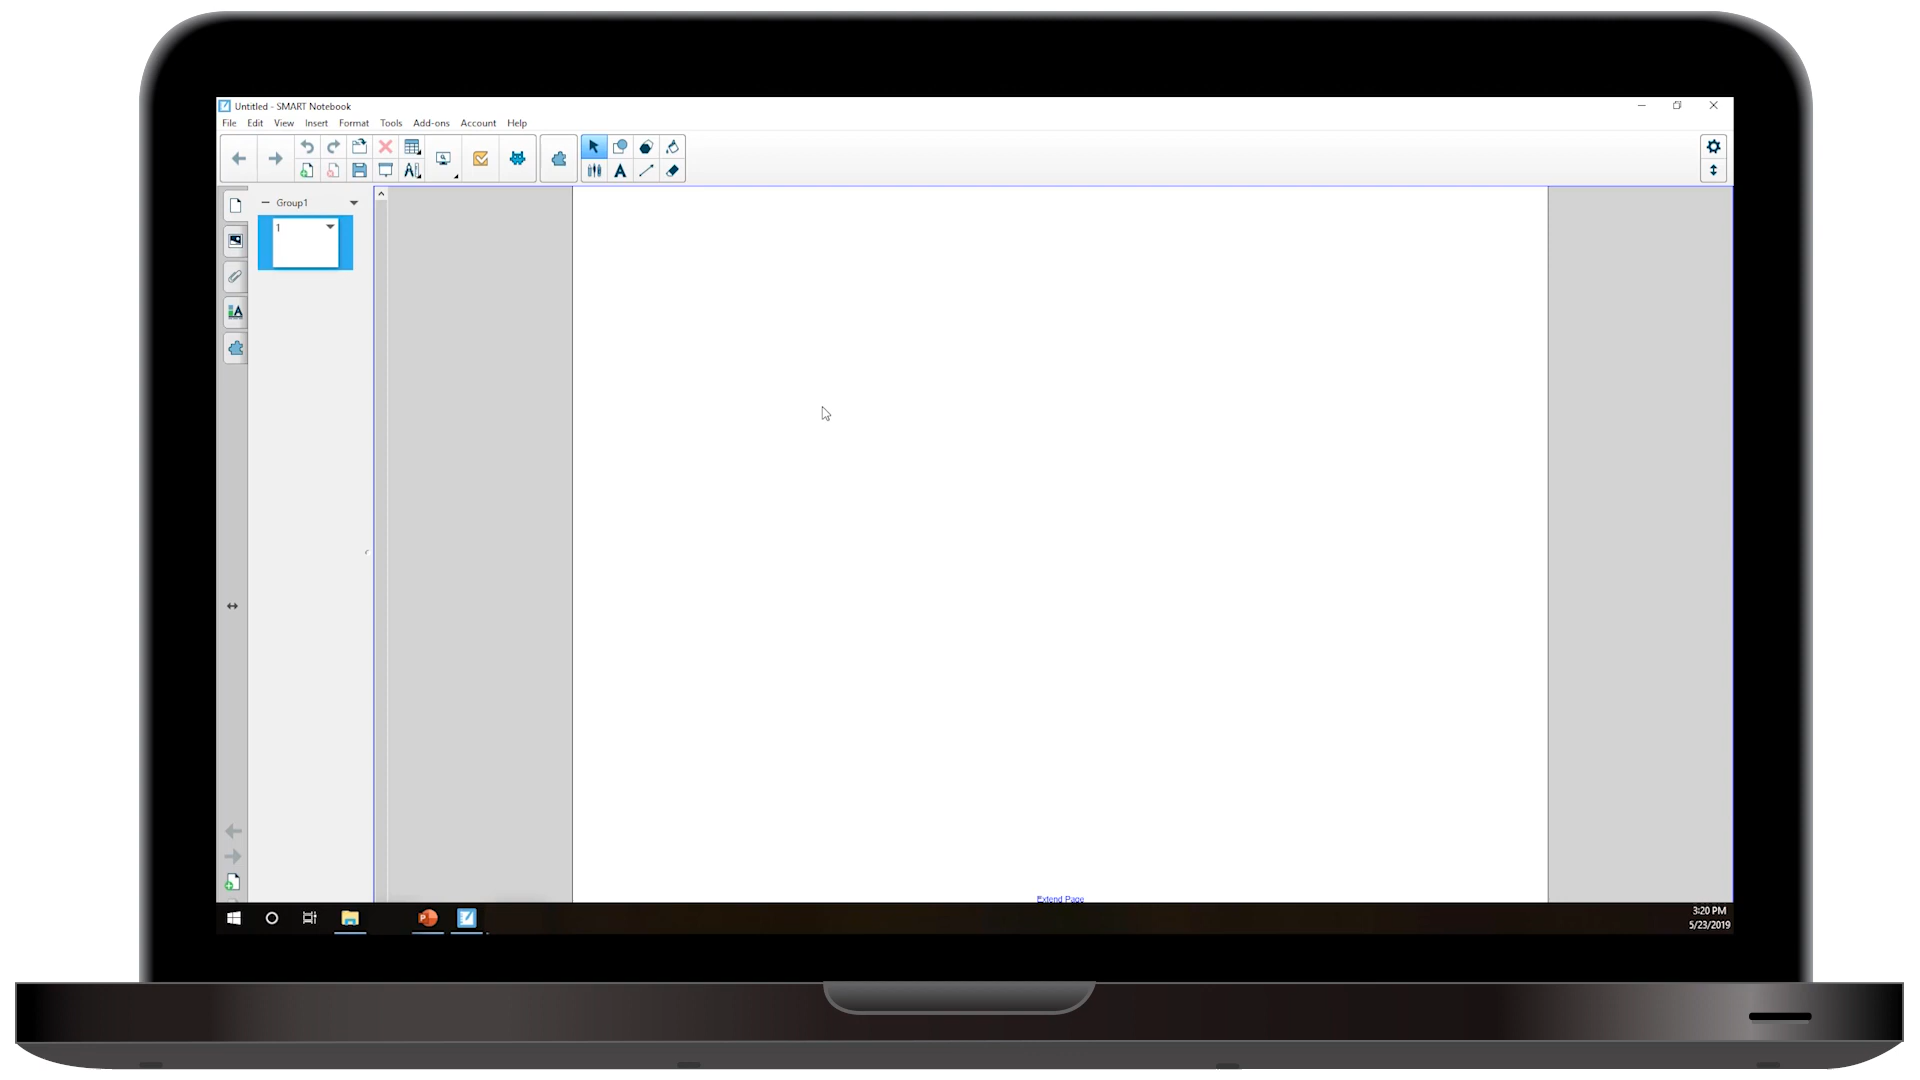 Untitled - SMART Notebook
File Edit View Insert Format Tools Add-ons Account Help
Group1
1
Extend Page
3:20 PM
5/23/2019